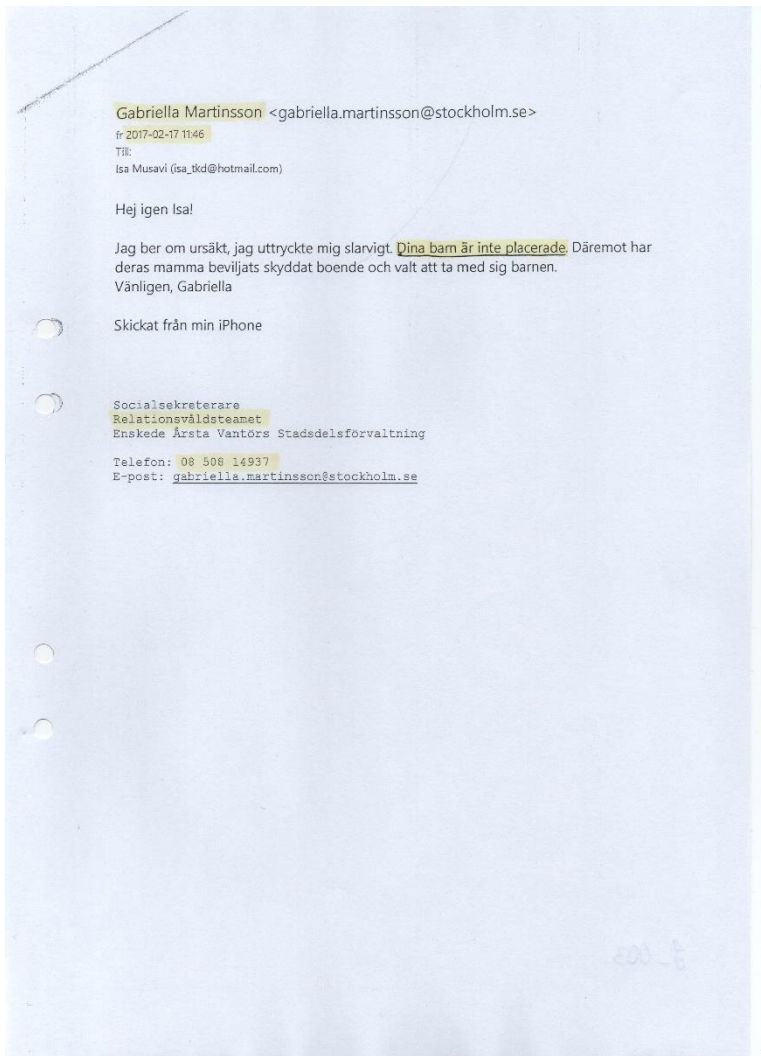 Gabriella Martinsson <gabriella.martinsson@stockholm.se>
fr 2017-02-17 11:46
Till:
Isa Musavi (isa_tkd@hotmail.com)
Hej igen Isa!
Jag ber om ursäkt, jag uttryckte mig slarvigt. Dina barn är inte placerade. Däremot har
deras mamma beviljats skyddat boende och valt att ta med sig barnen.
Vänligen, Gabriella
Skickat från min iPhone
Socialsekreterare
Relationsvåldsteamet
Enskede Årsta Vantörs Stadsdelsförvaltning
Telefon: 08 508 14937
E-post: gabriella.martinsson@stockholm.se